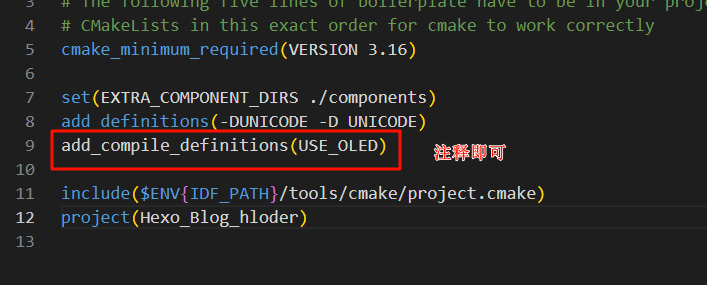 3 # The following five lines of boilerplate have to be in your proj
4 # CMakeLists in this exact order for cmake to work correctly
5 cmake_minimum_required(VERSION 3.16)
6
7 set(EXTRA_COMPONENT_DIRS ./components)
8 add_definitions(-DUNICODE -D UNICODE)
9 add_compile_definitions(USE_OLED)
注释即可
10
11 include($ENV{IDF_PATH}/tools/cmake/project.cmake)
12 project(Hexo_Blog_hloder)
13